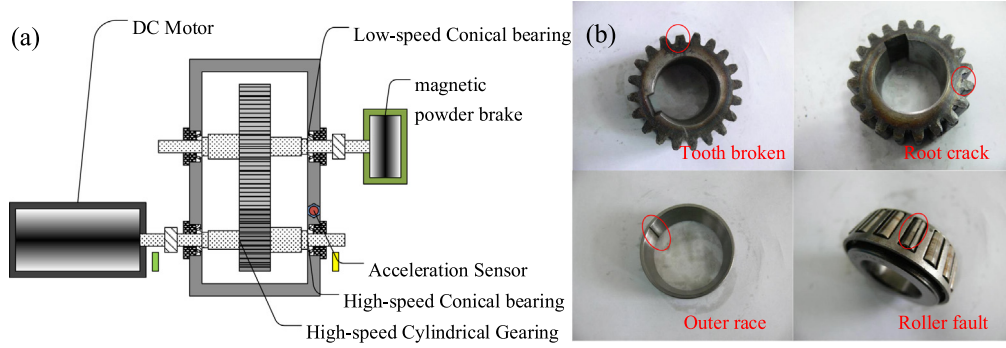 (a)
DC Motor
Low-speed Conical bearing
magnetic
powder brake
Acceleration Sensor
High-speed Conical bearing
High-speed Cylindrical Gearing
(b)
Tooth broken
Root crack
Outer race
Roller fault